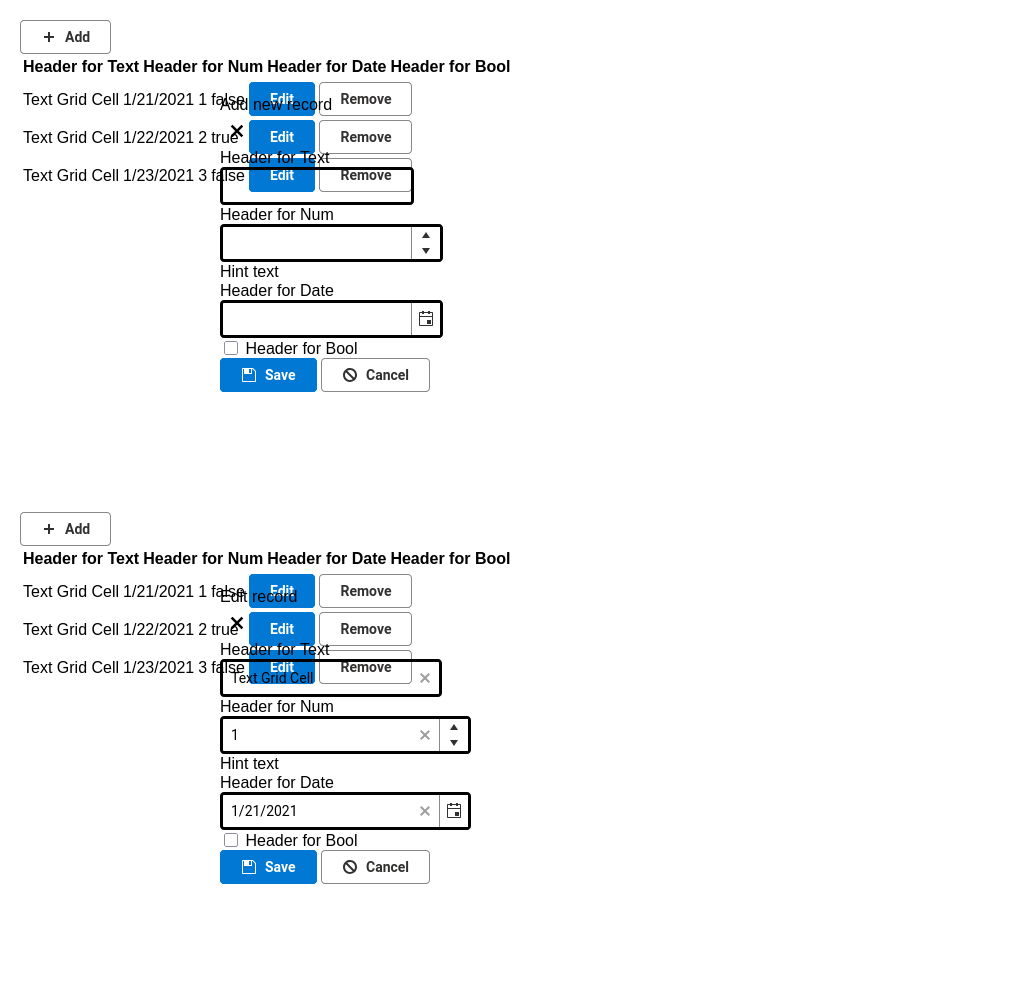 Add
Header for Text Header for Num Header for Date Header for Bool
Text Grid Cell 1/21/2021 1 false Edit Remove
Add new record
Text Grid Cell 1/22/2021 2 true Edit Remove
Header for Text
Text Grid Cell 1/23/2021 3 false Edit Remove
Header for Num
Hint text
Header for Date
Header for Bool
Save Cancel
Add
Header for Text Header for Num Header for Date Header for Bool
Text Grid Cell 1/21/2021 1 false Edit Remove
Edit record
Text Grid Cell 1/22/2021 2 true Edit Remove
Header for Text
Text Grid Cell 1/23/2021 3 false Edit Remove
Text Grid Cell
Header for Num
1
Hint text
Header for Date
1/21/2021
Header for Bool
Save Cancel